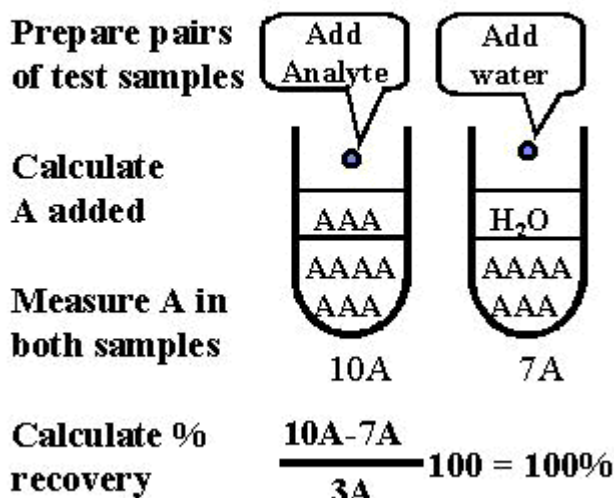 Prepare pairs
of test samples
Add
Analyte
Add
water
Calculate
A added
AAA
H₂O
AAAA
AAAA
Measure A in
both samples
AAA
AAA
10A
7A
Calculate %
recovery
10A-7A
3A
100 = 100%